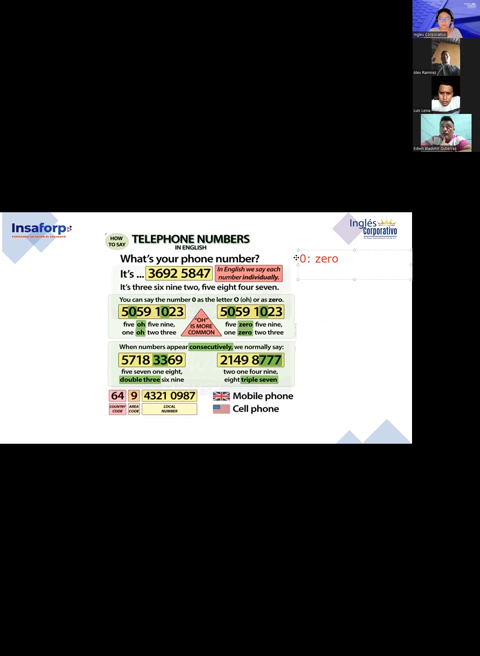 Inglés Corporativo
Alex Ramirez
Luis Leiva
Edwin Vladimir Gutierrez
Insaforp
Inglés
Corporativo
HOW
TO SAY
TELEPHONE NUMBERS
IN ENGLISH
What's your phone number?
It's ... 3692 5847
In English we say each
number individually.
It's three six nine two, five eight four seven.
0: zero
You can say the number 0 as the letter O (oh) or as zero.
5059 1023
5059 1023
five oh five nine,
one oh two three
"OH"
IS MORE
COMMON
five zero five nine,
one zero two three
When numbers appear consecutively, we normally say:
5718 3369
2149 8777
five seven one eight,
double three six nine
two one four nine,
eight triple seven
64 9 4321 0987
COUNTRY
CODE
AREA
CODE
LOCAL
NUMBER
Mobile phone
Cell phone